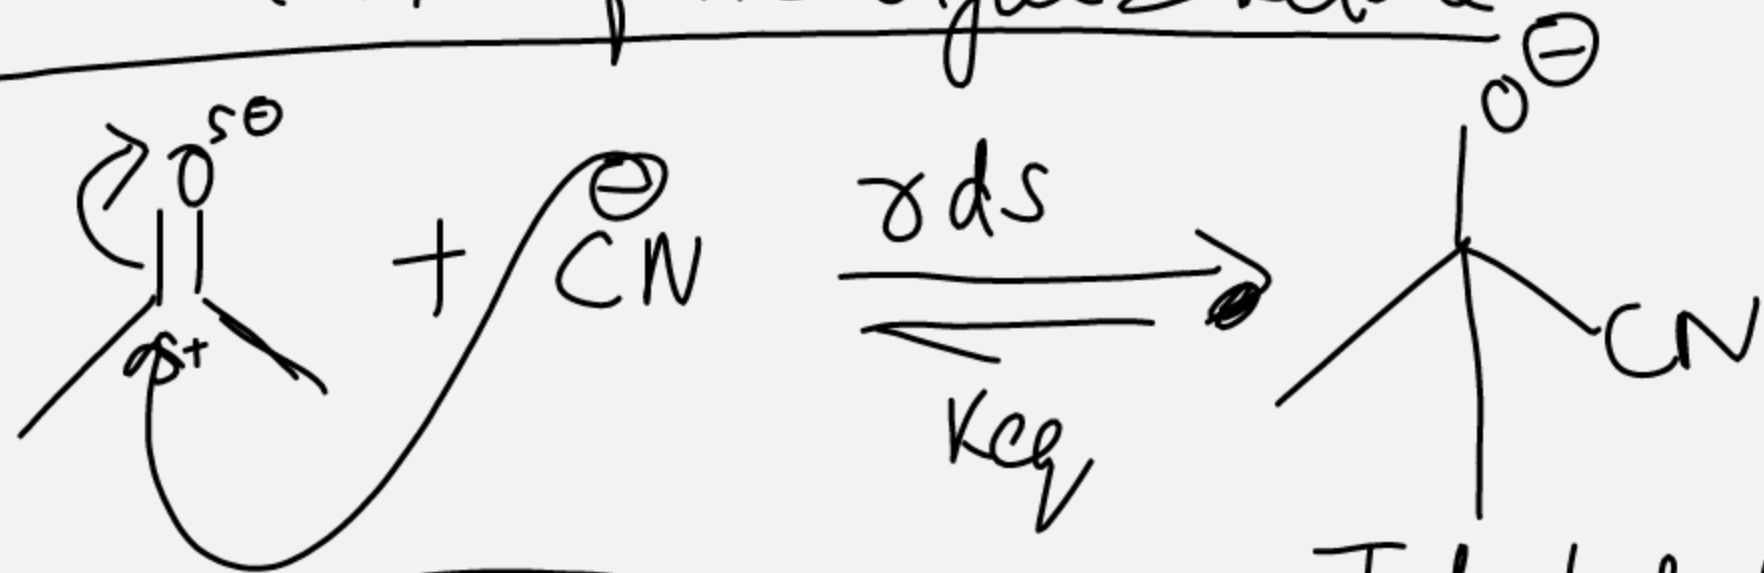 O δ⊖
δ+
+
⊖
CN
rds
Keq
O ⊖
CN